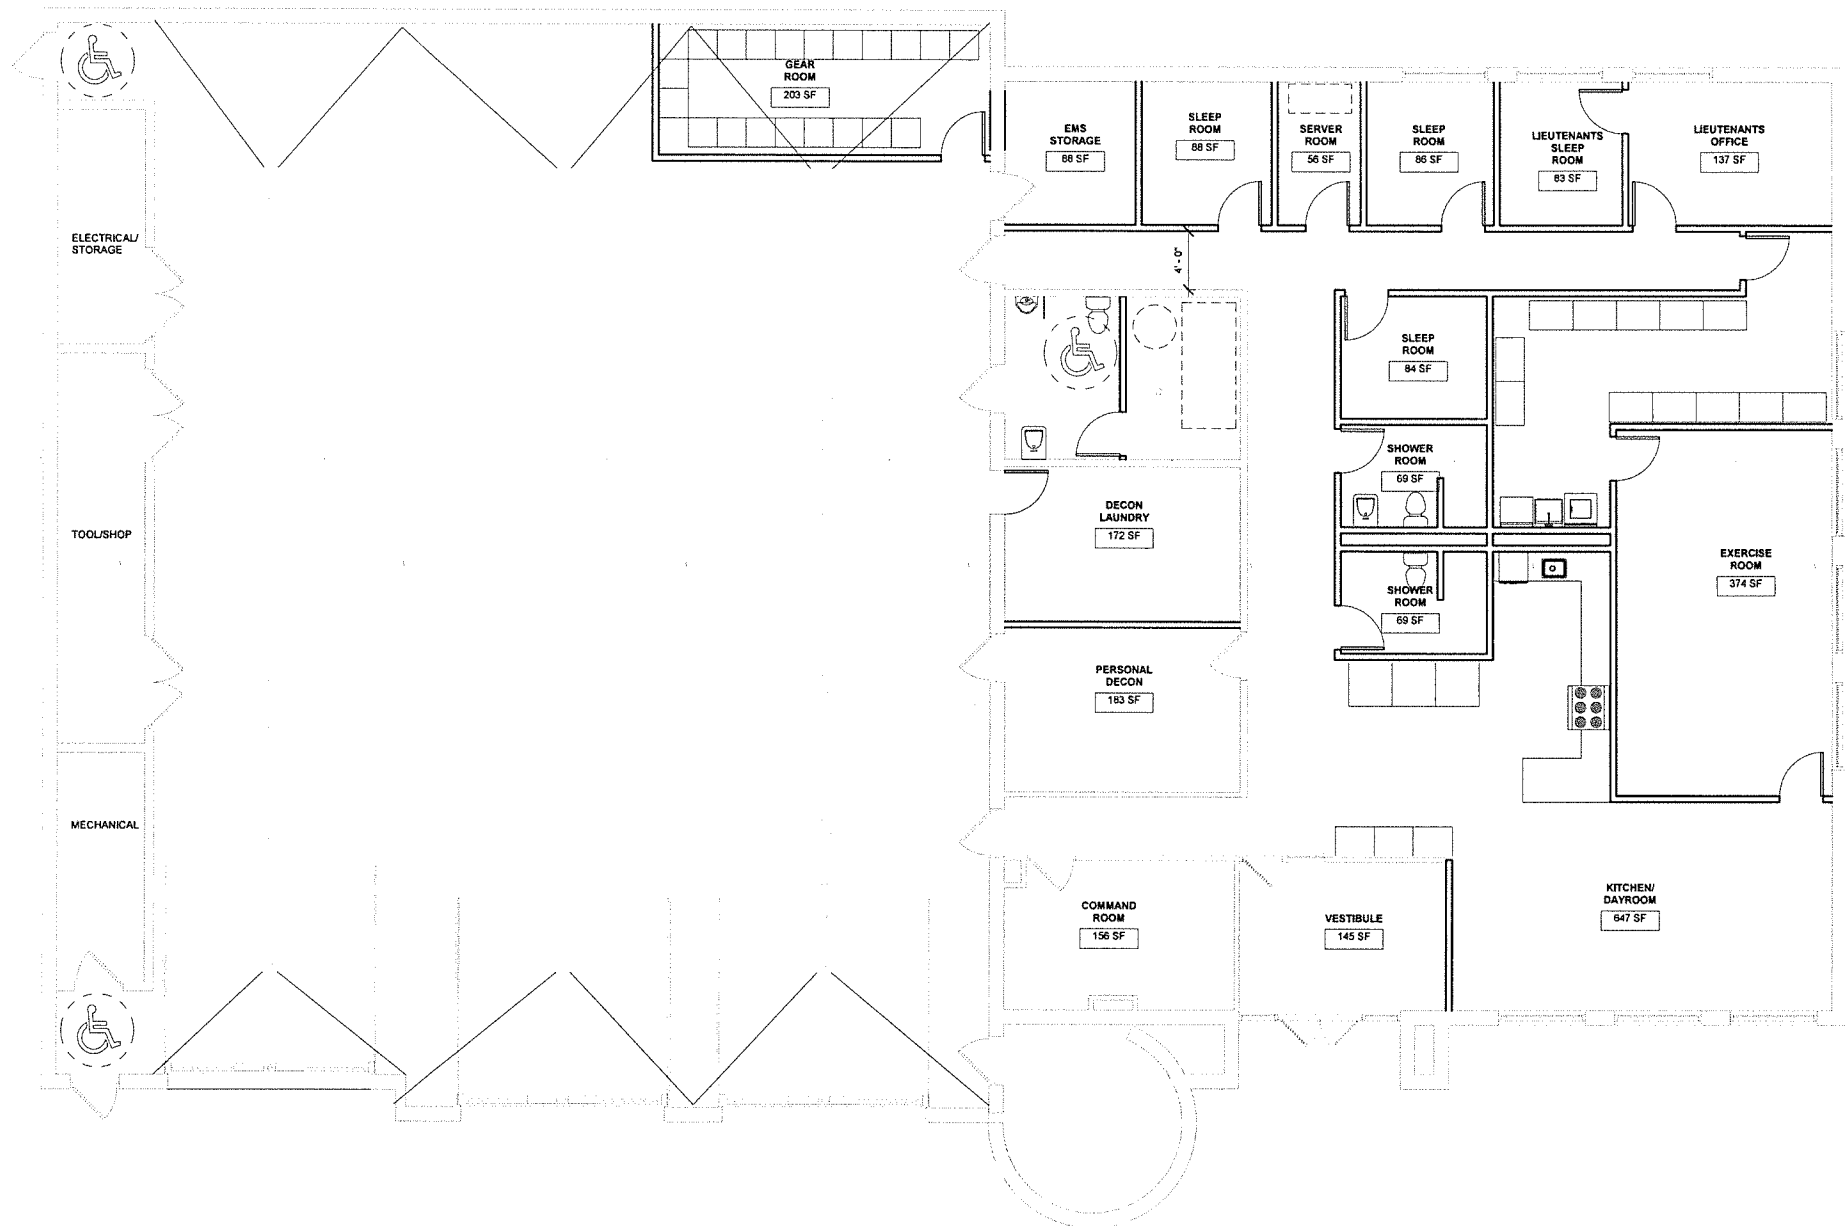 GEAR
ROOM
203 SF
EMS
STORAGE
88 SF
SLEEP
ROOM
88 SF
SERVER
ROOM
56 SF
SLEEP
ROOM
86 SF
LIEUTENANTS
SLEEP
ROOM
83 SF
LIEUTENANTS
OFFICE
137 SF
ELECTRICAL/
STORAGE
4' - 0"
SLEEP
ROOM
84 SF
SHOWER
ROOM
69 SF
DECON
LAUNDRY
172 SF
TOOL/SHOP
EXERCISE
ROOM
374 SF
SHOWER
ROOM
69 SF
PERSONAL
DECON
183 SF
MECHANICAL
COMMAND
ROOM
156 SF
VESTIBULE
145 SF
KITCHEN/
DAYROOM
647 SF